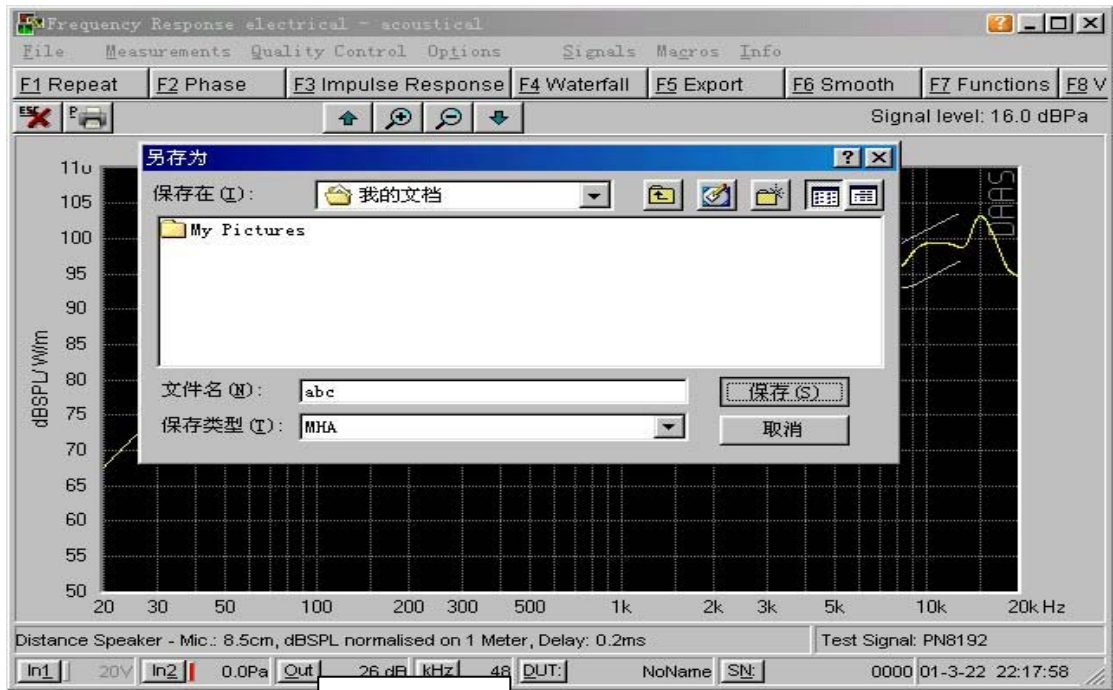 Frequency Response electrical - acoustical
File Measurements Quality Control Options Signals Macros Info
F1 Repeat F2 Phase F3 Impulse Response F4 Waterfall F5 Export F6 Smooth F7 Functions F8 V
ESC P Signal level: 16.0 dBPa
另存为
保存在(I): 我的文档
My Pictures
文件名(N): abc 保存(S)
保存类型(T): MHA 取消
DAAS
dBSPL/W/m
110
105
100
95
90
85
80
75
70
65
60
55
50
20 30 50 100 200 300 500 1k 2k 3k 5k 10k 20k Hz
Distance Speaker - Mic.: 8.5cm, dBSPL normalised on 1 Meter, Delay: 0.2ms Test Signal: PN8192
In1 20V In2 0.0Pa Out 26 dB kHz 48 DUT: NoName SN: 0000 01-3-22 22:17:58